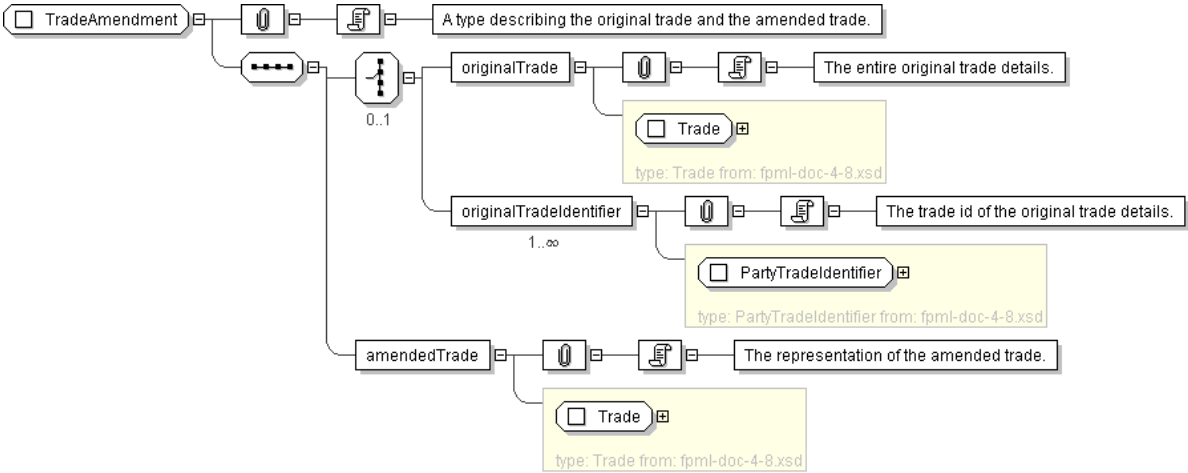 TradeAmendment
A type describing the original trade and the amended trade.
originalTrade
The entire original trade details.
0..1
Trade
type: Trade from: fpml-doc-4-8.xsd
originalTradeIdentifier
The trade id of the original trade details.
1..∞
PartyTradeIdentifier
type: PartyTradeIdentifier from: fpml-doc-4-8.xsd
amendedTrade
The representation of the amended trade.
Trade
type: Trade from: fpml-doc-4-8.xsd